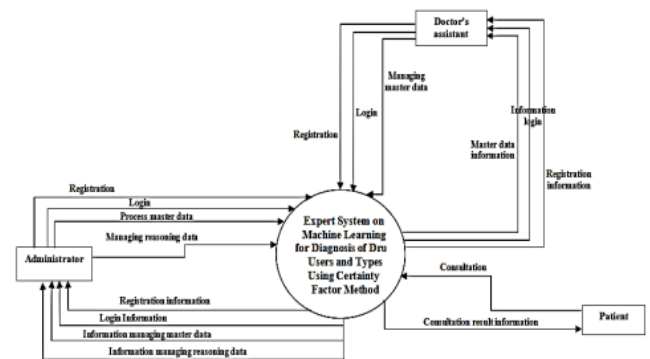 Doctor's
assistant
Managing
master data
Login
Registration
Information
login
Master data
information
Registration
information
Registration
Login
Process master data
Managing reasoning data
Administrator
Expert System on
Machine Learning
for Diagnosis of Dru
Users and Types
Using Certainty
Factor Method
Consultation
Patient
Consultation result information
Registration information
Login Information
Information managing master data
Information managing reasoning data